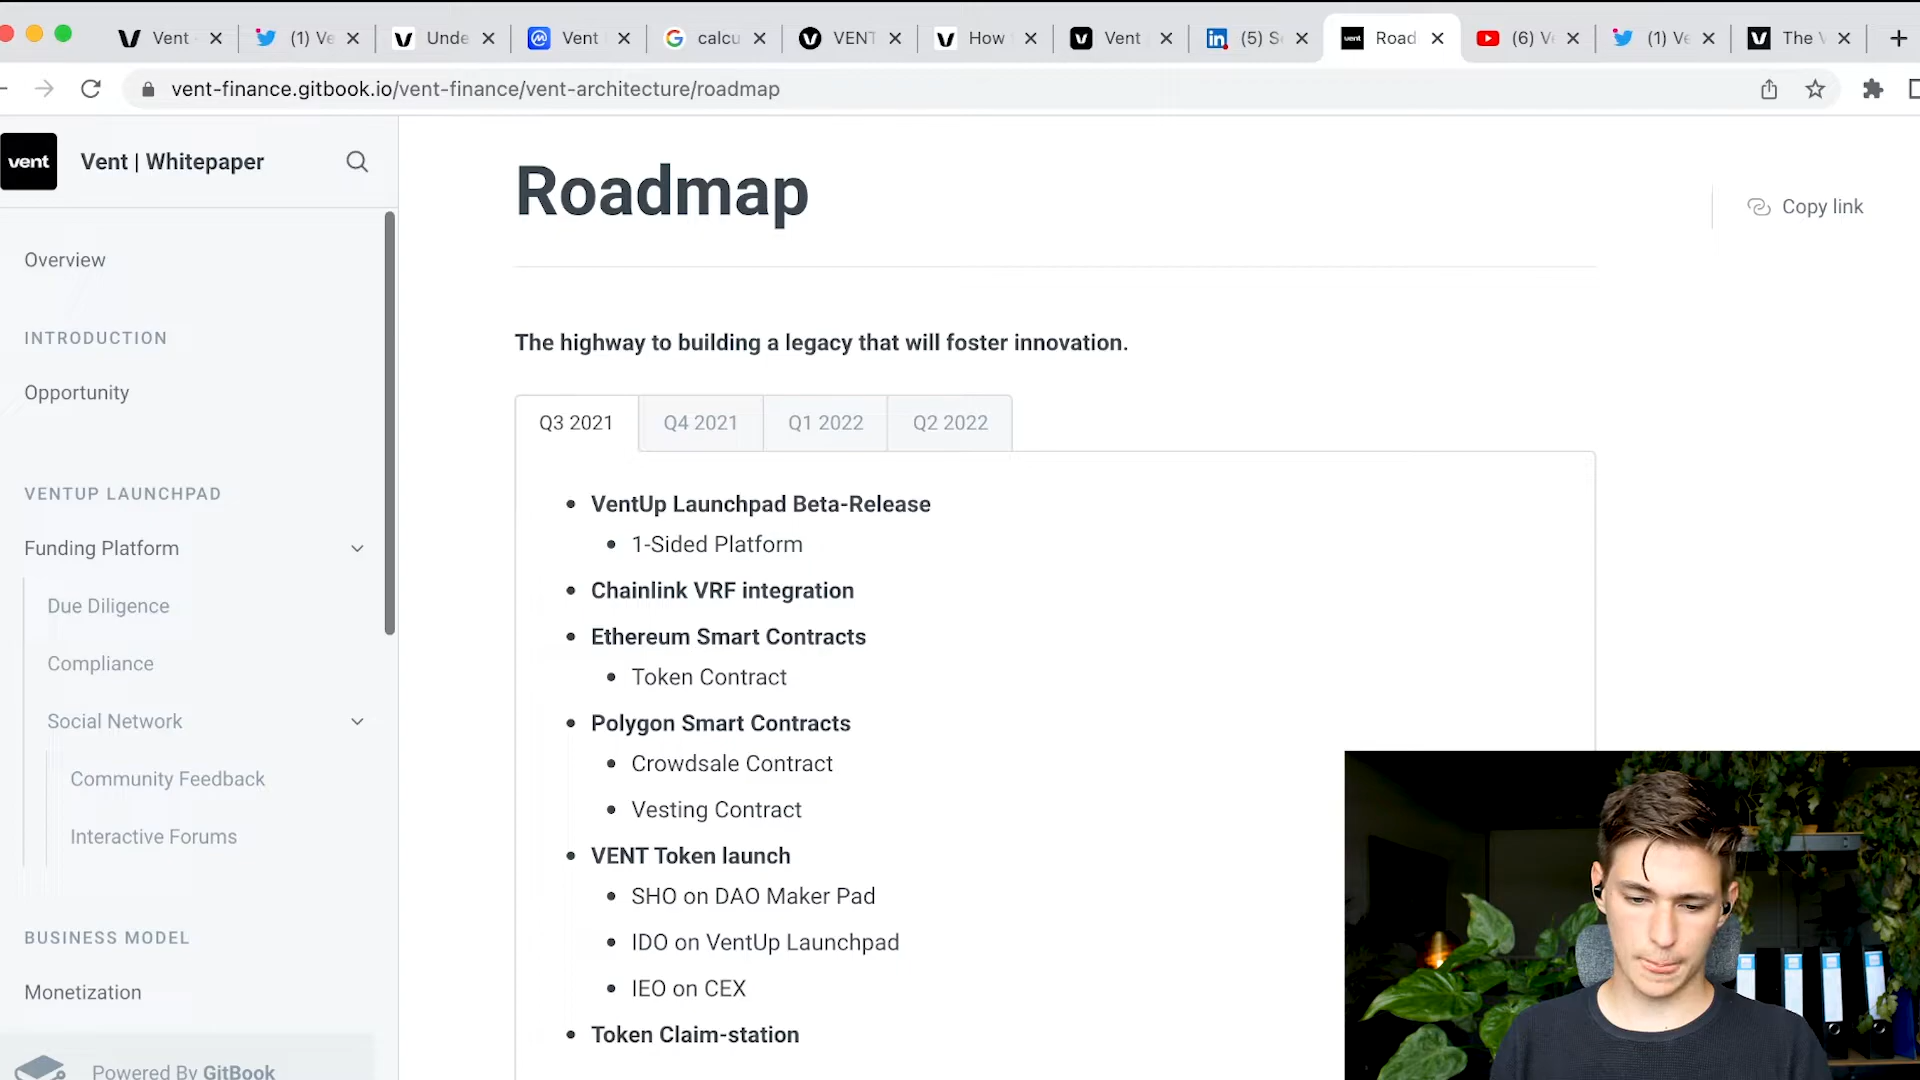 Vent
(1) Ve
Unde
Vent
calcu
VENT
How
Vent
(5) S
Road
(6) V
(1) Ve
The V
vent-finance.gitbook.io/vent-finance/vent-architecture/roadmap
vent
Vent | Whitepaper
Overview
INTRODUCTION
Opportunity
VENTUP LAUNCHPAD
Funding Platform
Due Diligence
Compliance
Social Network
Community Feedback
Interactive Forums
BUSINESS MODEL
Monetization
Powered By GitBook
Roadmap
Copy link
The highway to building a legacy that will foster innovation.
Q3 2021
Q4 2021
Q1 2022
Q2 2022
VentUp Launchpad Beta-Release
1-Sided Platform
Chainlink VRF integration
Ethereum Smart Contracts
Token Contract
Polygon Smart Contracts
Crowdsale Contract
Vesting Contract
VENT Token launch
SHO on DAO Maker Pad
IDO on VentUp Launchpad
IEO on CEX
Token Claim-station